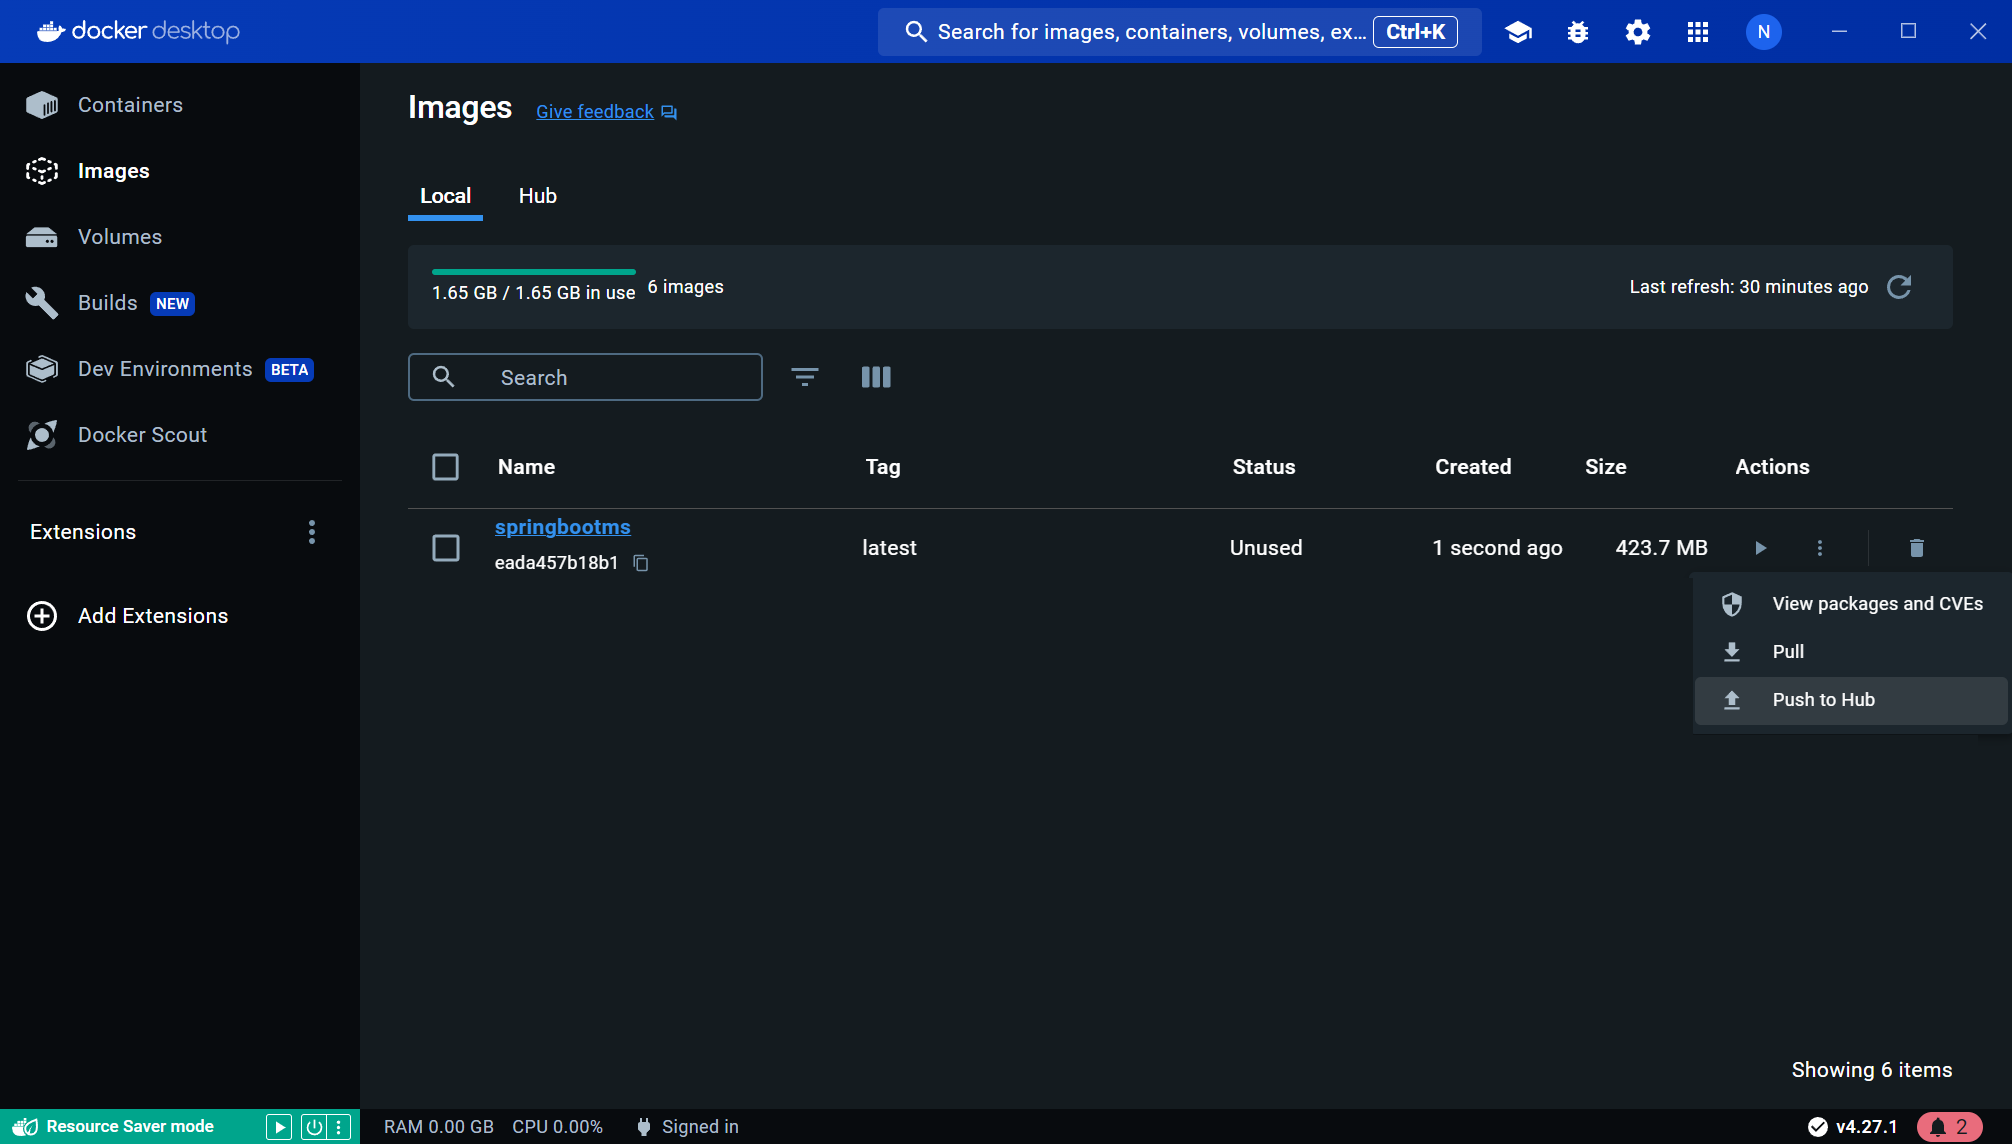 docker desktop
Search for images, containers, volumes, ex... Ctrl+K
N
Containers
Images
Volumes
Builds NEW
Dev Environments BETA
Docker Scout
Extensions
Add Extensions
Images Give feedback
Local Hub
1.65 GB / 1.65 GB in use 6 images
Last refresh: 30 minutes ago
Search
Name Tag Status Created Size Actions
springbootms
eada457b18b1
latest Unused 1 second ago 423.7 MB
View packages and CVEs
Pull
Push to Hub
Showing 6 items
Resource Saver mode
RAM 0.00 GB CPU 0.00% Signed in
v4.27.1 2